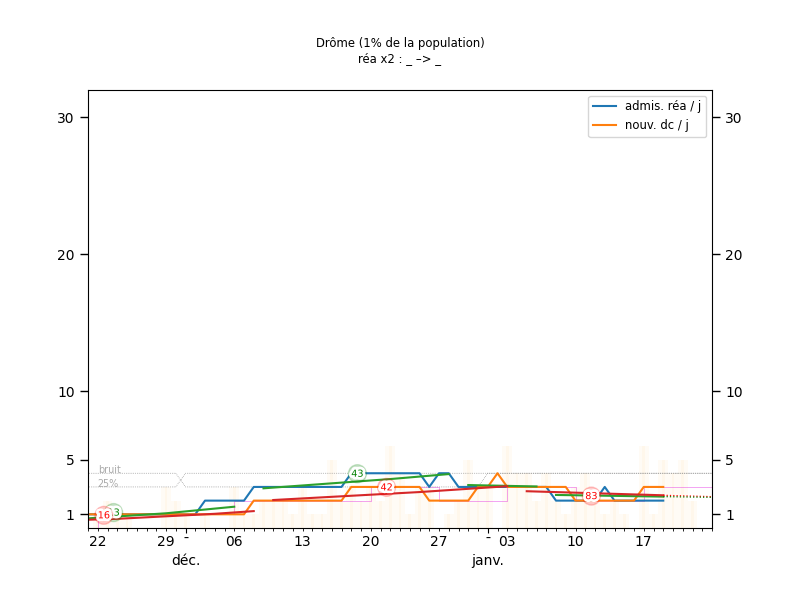 Drôme (1% de la population)
réa x2 : _ –> _
admis. réa / j
nouv. dc / j
30 30
20 20
10 10
5 5
1 1
bruit
25%
16 3 43 42 83
22 29 - 06 13 20 27 - 03 10 17
déc. janv.